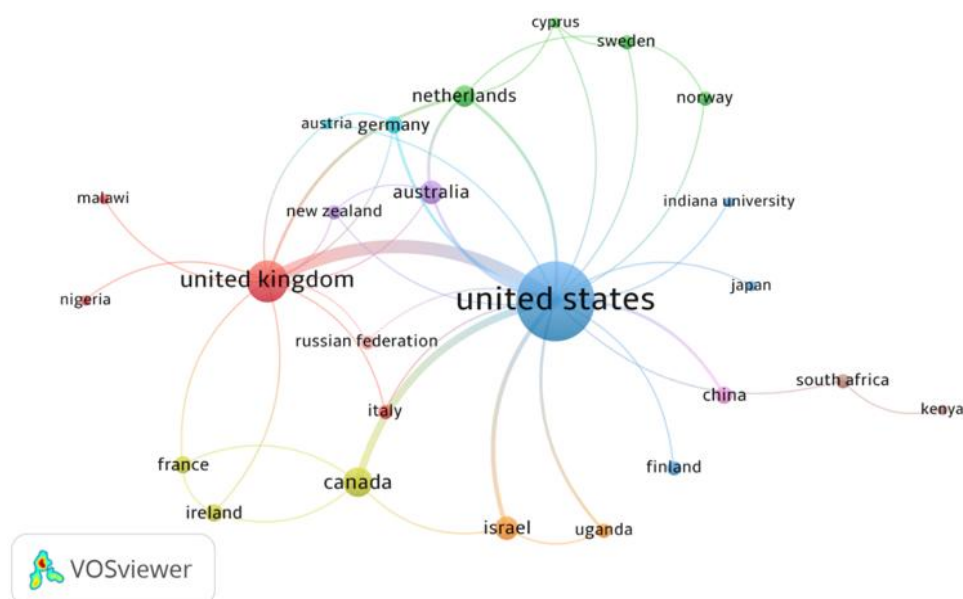 cyprus
sweden
netherlands
norway
austria
germany
malawi
australia
new zealand
indiana university
united kingdom
nigeria
united states
japan
russian federation
south africa
china
italy
kenya
france
finland
canada
ireland
israel
uganda
VOSviewer